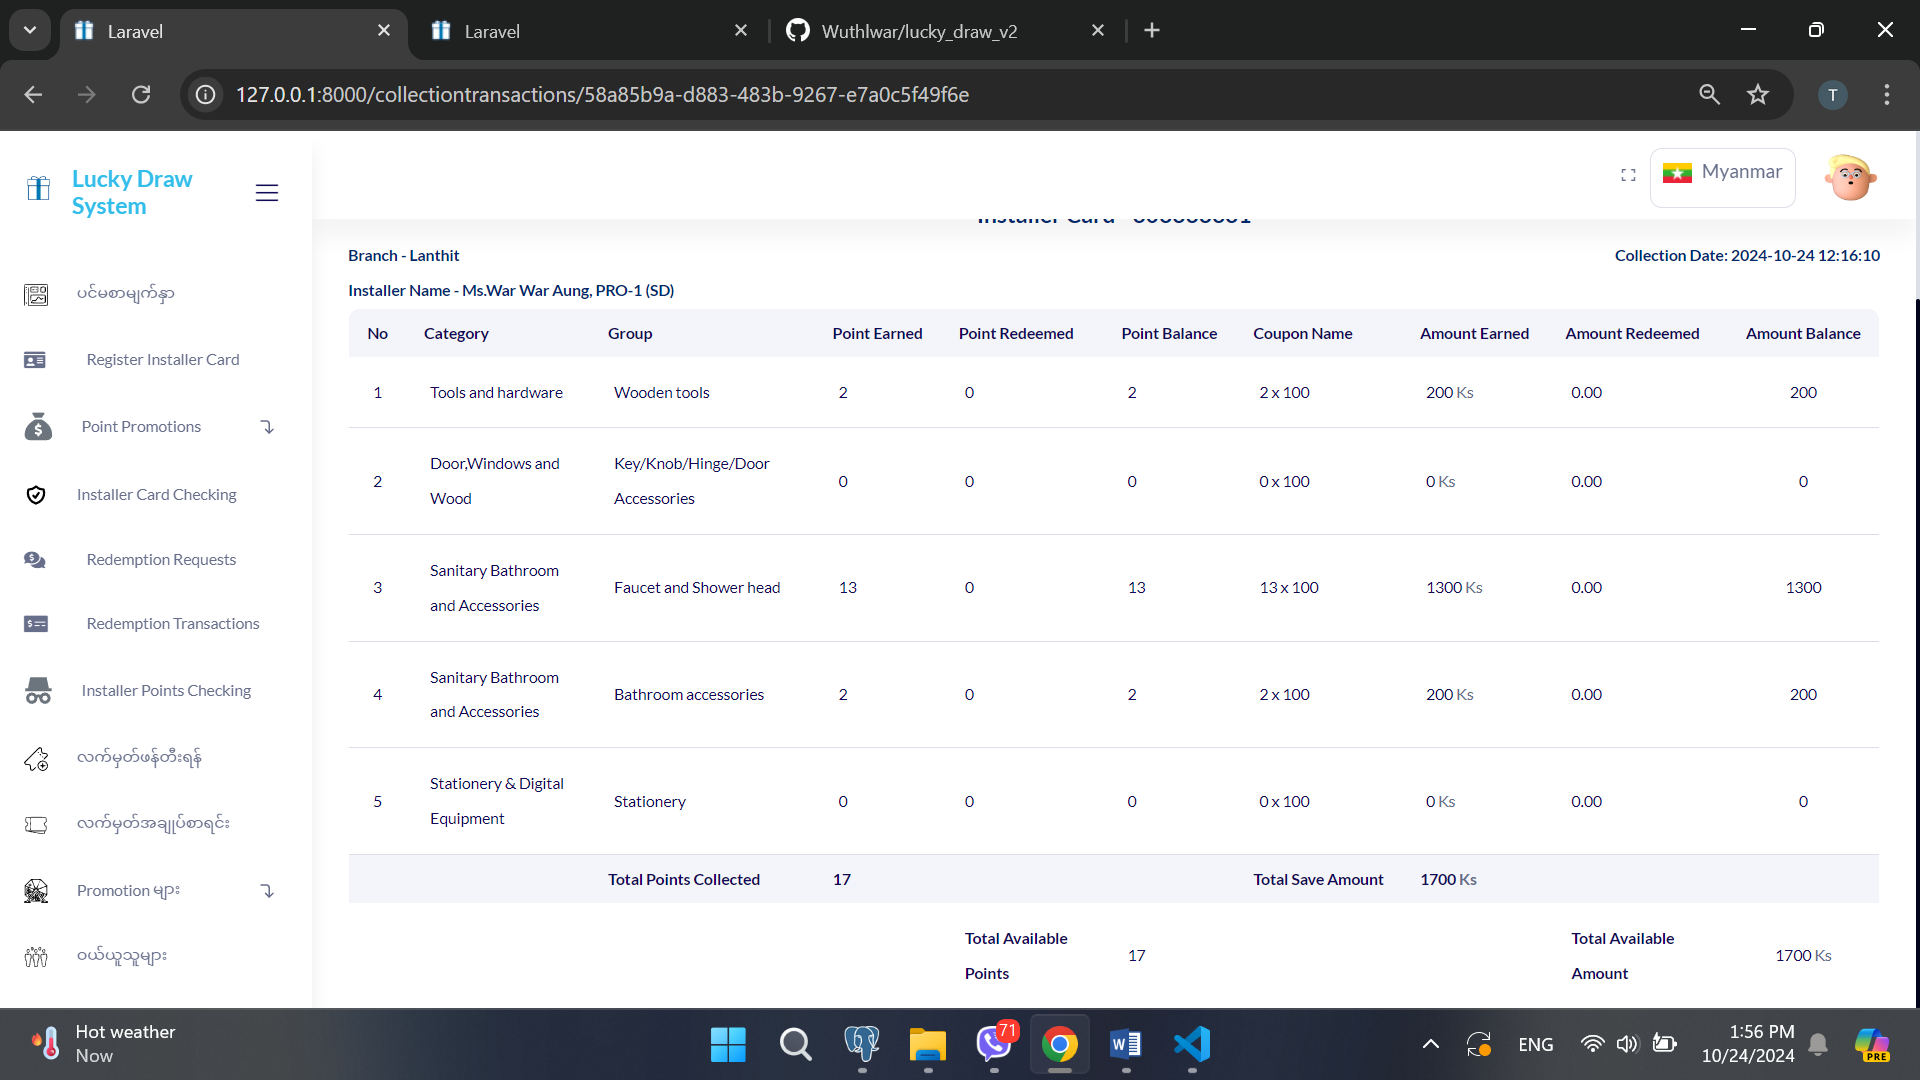 Laravel
Laravel
Wuthlwar/lucky_draw_v2
127.0.0.1:8000/collectiontransactions/58a85b9a-d883-483b-9267-e7a0c5f49f6e
T
Lucky Draw
System
Myanmar
ပင်မစာမျက်နှာ
Register Installer Card
Point Promotions
Installer Card Checking
Redemption Requests
Redemption Transactions
Installer Points Checking
လက်မှတ်ဖန်တီးရန်
လက်မှတ်အချုပ်စာရင်း
Promotion များ
ဝယ်ယူသူများ
Branch - Lanthit
Collection Date: 2024-10-24 12:16:10
Installer Name - Ms.War War Aung, PRO-1 (SD)
No Category Group Point Earned Point Redeemed Point Balance Coupon Name Amount Earned Amount Redeemed Amount Balance
1 Tools and hardware Wooden tools 2 0 2 2 x 100 200 Ks 0.00 200
Door,Windows and Key/Knob/Hinge/Door
2 0 0 0 0 x 100 0 Ks 0.00 0
Wood Accessories
Sanitary Bathroom
3 Faucet and Shower head 13 0 13 13 x 100 1300 Ks 0.00 1300
and Accessories
Sanitary Bathroom
4 Bathroom accessories 2 0 2 2 x 100 200 Ks 0.00 200
and Accessories
Stationery & Digital
5 Stationery 0 0 0 0 x 100 0 Ks 0.00 0
Equipment
Total Points Collected 17 Total Save Amount 1700 Ks
Total Available Total Available
17 1700 Ks
Points Amount
Hot weather
Now
71
ENG
1:56 PM
10/24/2024
PRE